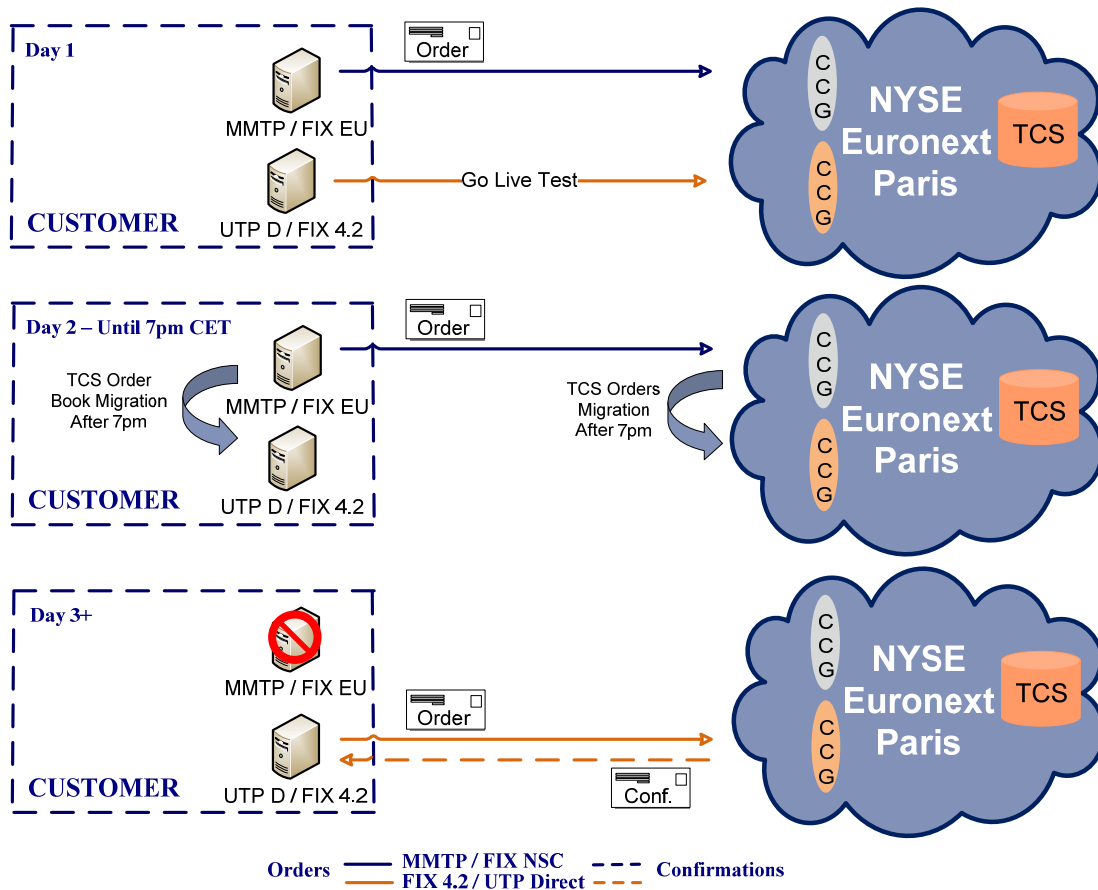 Day 1
Order
MMTP / FIX EU
Go Live Test
UTP D / FIX 4.2
CUSTOMER
CCG
CCG
NYSE
Euronext
Paris
TCS
Day 2 – Until 7pm CET
Order
TCS Order
Book Migration
After 7pm
MMTP / FIX EU
UTP D / FIX 4.2
CUSTOMER
TCS Orders
Migration
After 7pm
CCG
CCG
NYSE
Euronext
Paris
TCS
Day 3+
MMTP / FIX EU
Order
UTP D / FIX 4.2
CUSTOMER
Conf.
CCG
CCG
NYSE
Euronext
Paris
TCS
Orders
MMTP / FIX NSC
FIX 4.2 / UTP Direct
Confirmations